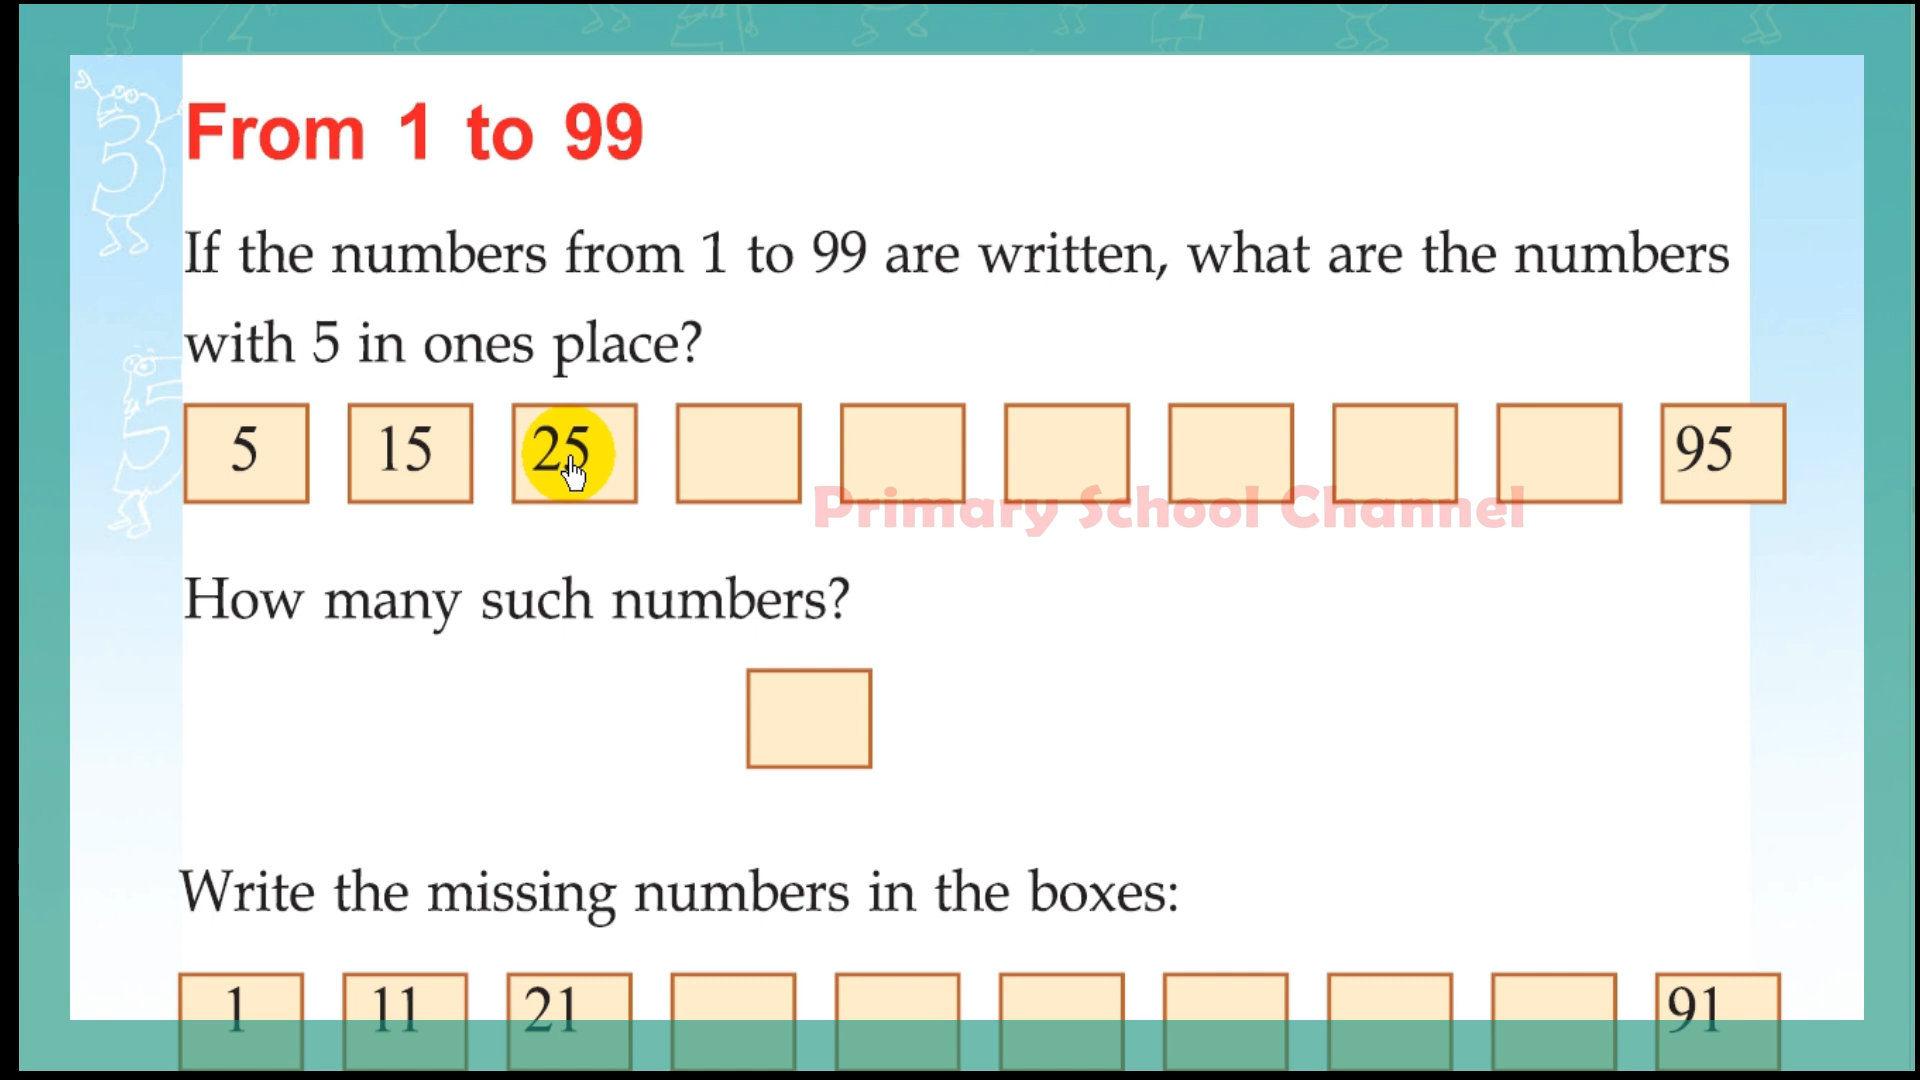 From 1 to 99
If the numbers from 1 to 99 are written, what are the numbers
with 5 in ones place?
5 15 25 95
Primary School Channel
How many such numbers?
Write the missing numbers in the boxes:
1 11 21 91